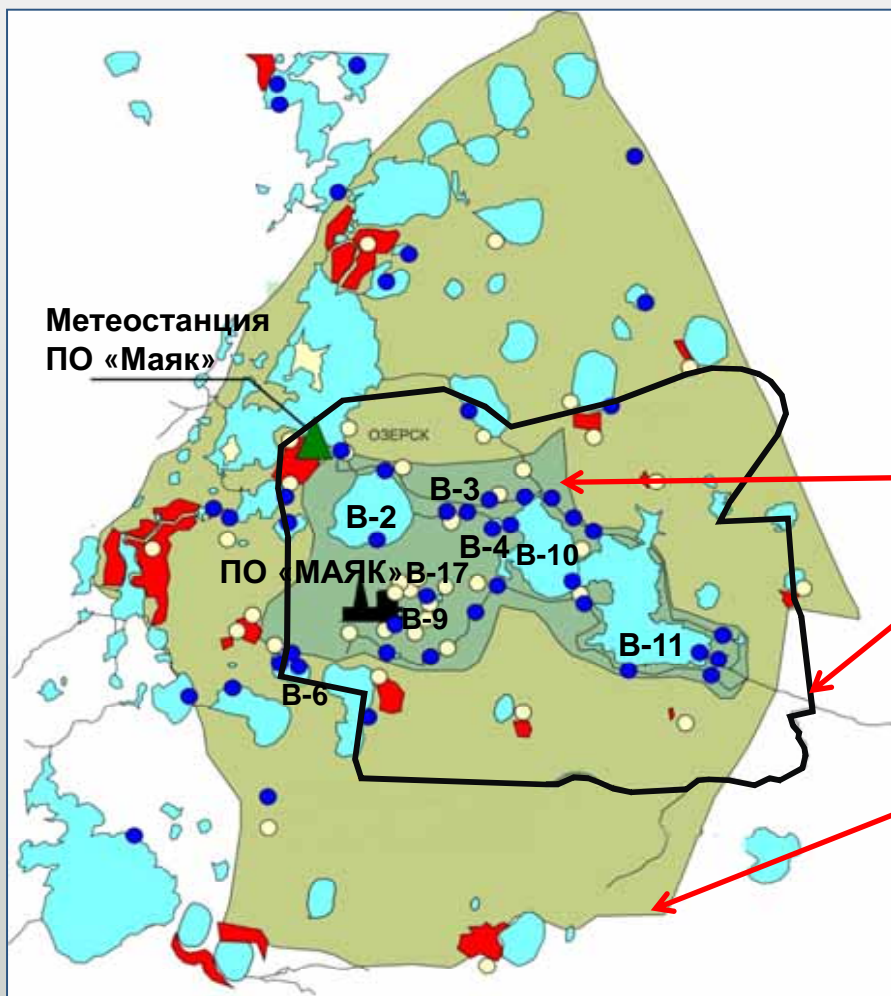 Метеостанция
ПО «Маяк»
ОЗЕРСК
В-3
В-2
В-4
В-10
ПО «МАЯК»
В-17
В-9
В-11
В-6